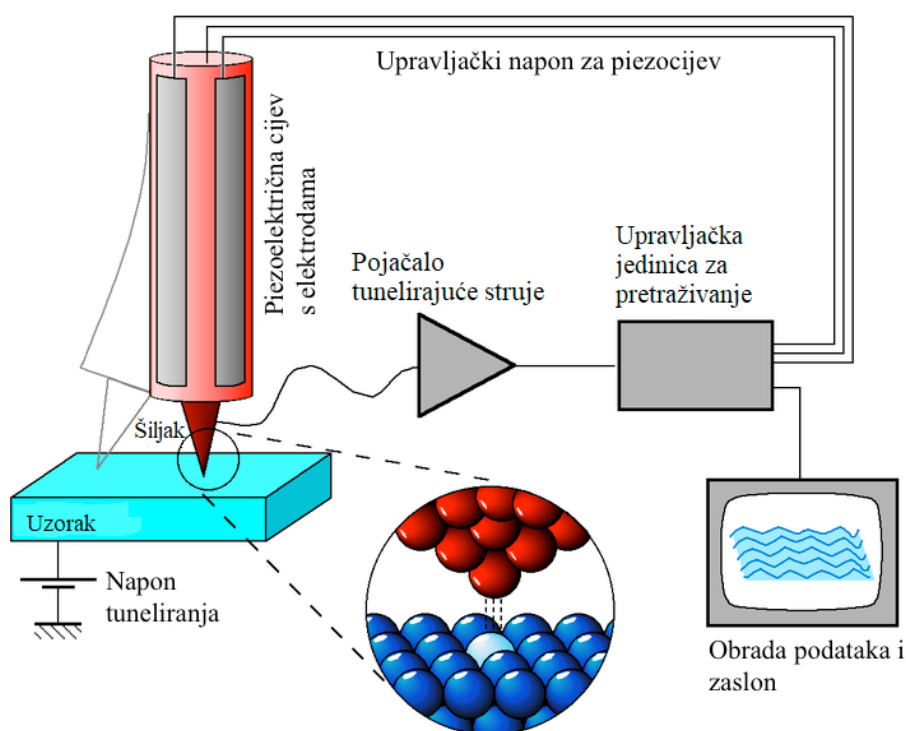 Upravljački napon za piezocijev
Piezoelektrična cijev
s elektrodama
Pojačalo
tunelirajuće struje
Upravljačka
jedinica za
pretraživanje
Šiljak
Uzorak
Napon
tuneliranja
Obrada podataka i
zaslon